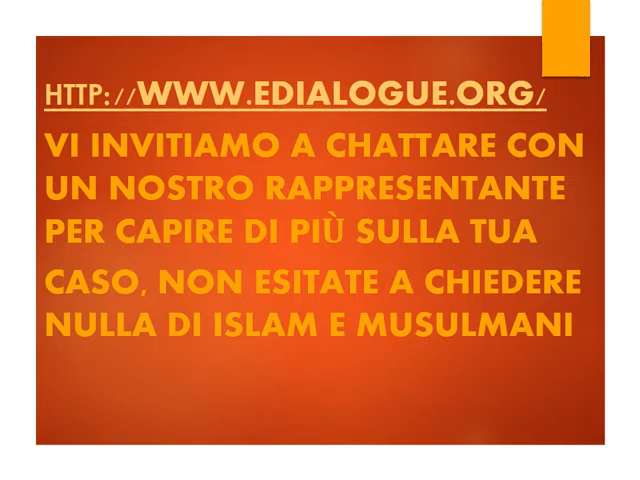 HTTP://WWW.EDIALOGUE.ORG/
VI INVITIAMO A CHATTARE CON
UN NOSTRO RAPPRESENTANTE
PER CAPIRE DI PIÙ SULLA TUA
CASO, NON ESITATE A CHIEDERE
NULLA DI ISLAM E MUSULMANI